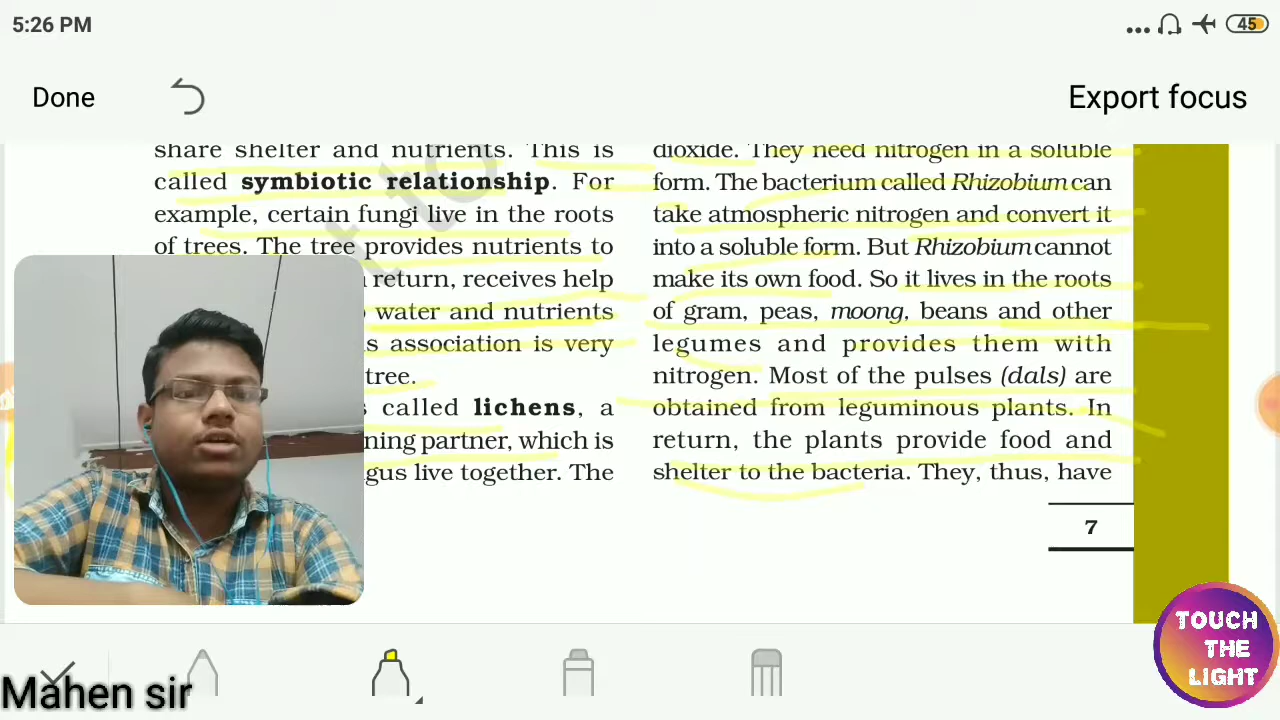 5:26 PM
45
Done
Export focus
share shelter and nutrients. This is
called symbiotic relationship. For
example, certain fungi live in the roots
of trees. The tree provides nutrients to
return, receives help
water and nutrients
s association is very
tree.
s called lichens, a
ning partner, which is
gus live together. The
dioxide. They need nitrogen in a soluble
form. The bacterium called Rhizobium can
take atmospheric nitrogen and convert it
into a soluble form. But Rhizobium cannot
make its own food. So it lives in the roots
of gram, peas, moong, beans and other
legumes and provides them with
nitrogen. Most of the pulses (dals) are
obtained from leguminous plants. In
return, the plants provide food and
shelter to the bacteria. They, thus, have
7
TOUCH
THE
LIGHT
Mahen sir